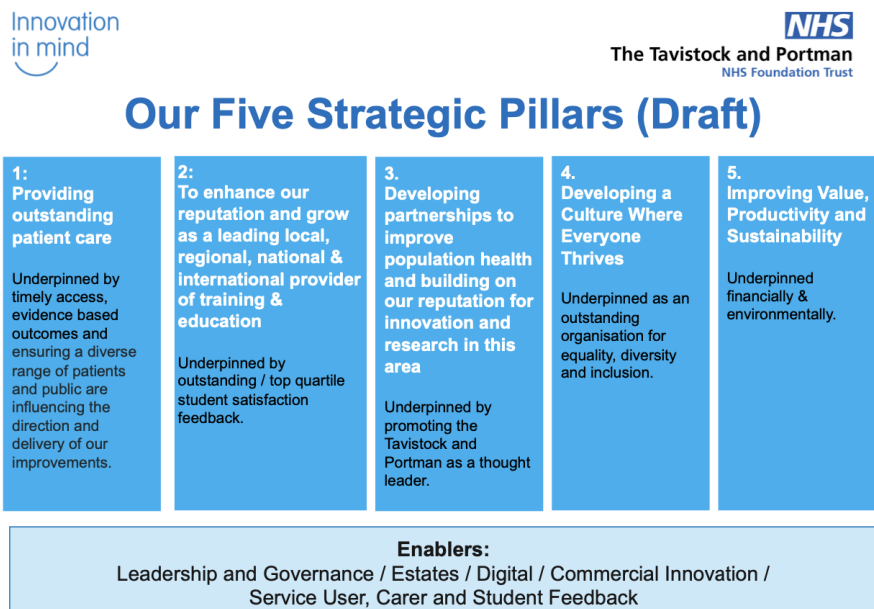 Innovation
in mind
NHS
The Tavistock and Portman
NHS Foundation Trust
Our Five Strategic Pillars (Draft)
1:
Providing
outstanding
patient care
Underpinned by
timely access,
evidence based
outcomes and
ensuring a diverse
range of patients
and public are
influencing the
direction and
delivery of our
improvements.
2:
To enhance our
reputation and grow
as a leading local,
regional, national &
international provider
of training &
education
Underpinned by
outstanding / top quartile
student satisfaction
feedback.
3.
Developing
partnerships to
improve
population health
and building on
our reputation for
innovation and
research in this
area
Underpinned by
promoting the
Tavistock and
Portman as a thought
leader.
4.
Developing a
Culture Where
Everyone
Thrives
Underpinned as an
outstanding
organisation for
equality, diversity
and inclusion.
5.
Improving Value,
Productivity and
Sustainability
Underpinned
financially &
environmentally.
Enablers:
Leadership and Governance / Estates / Digital / Commercial Innovation /
Service User, Carer and Student Feedback